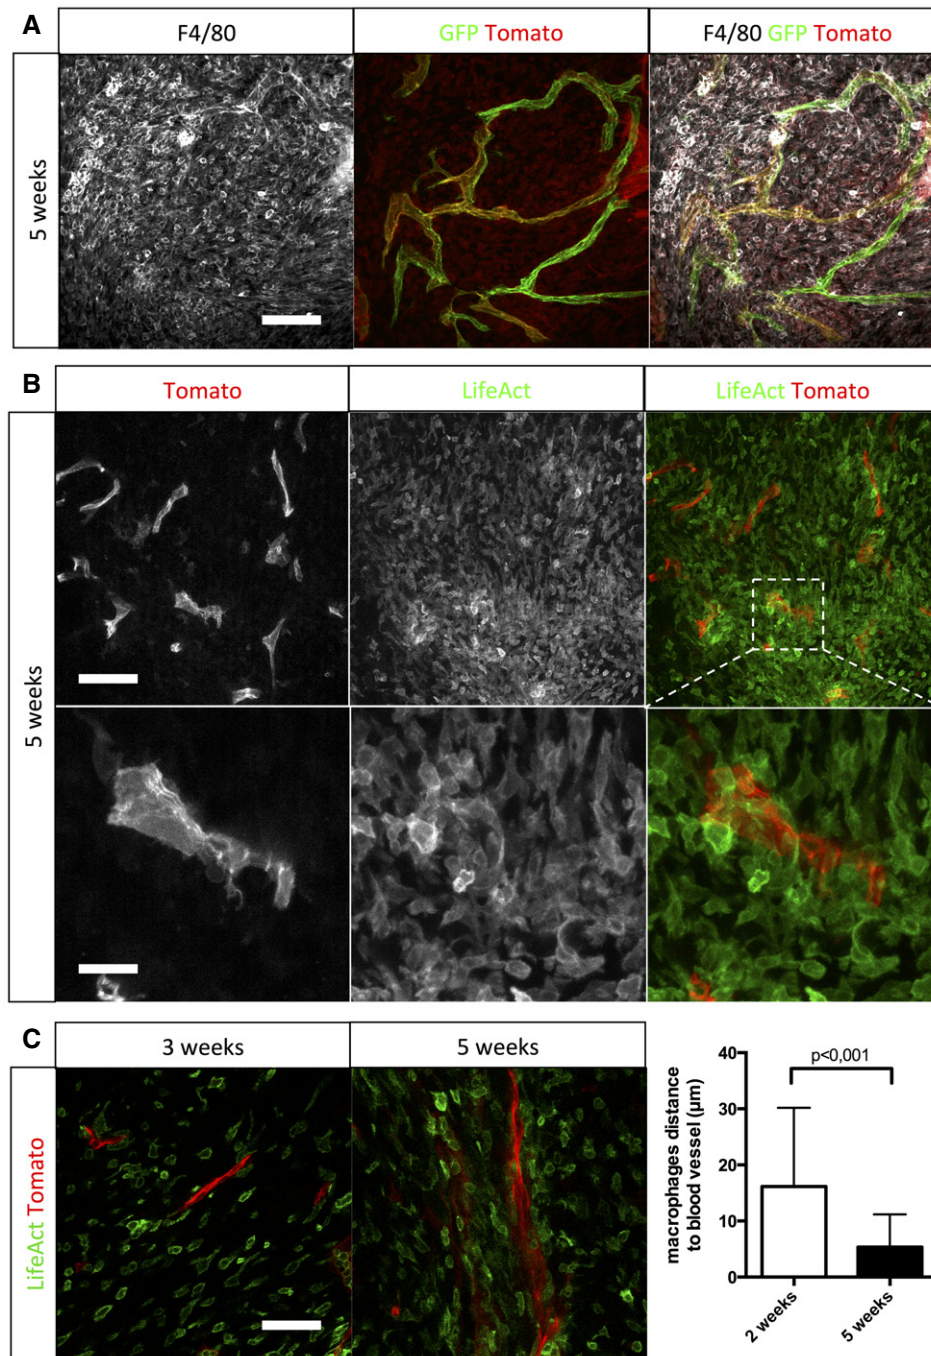 A
F4/80
GFP Tomato
F4/80 GFP Tomato
5 weeks
B
Tomato
LifeAct
LifeAct Tomato
5 weeks
C
3 weeks
5 weeks
LifeAct Tomato
macrophages distance
to blood vessel (µm)
40
30
20
10
0
p<0,001
2 weeks
5 weeks